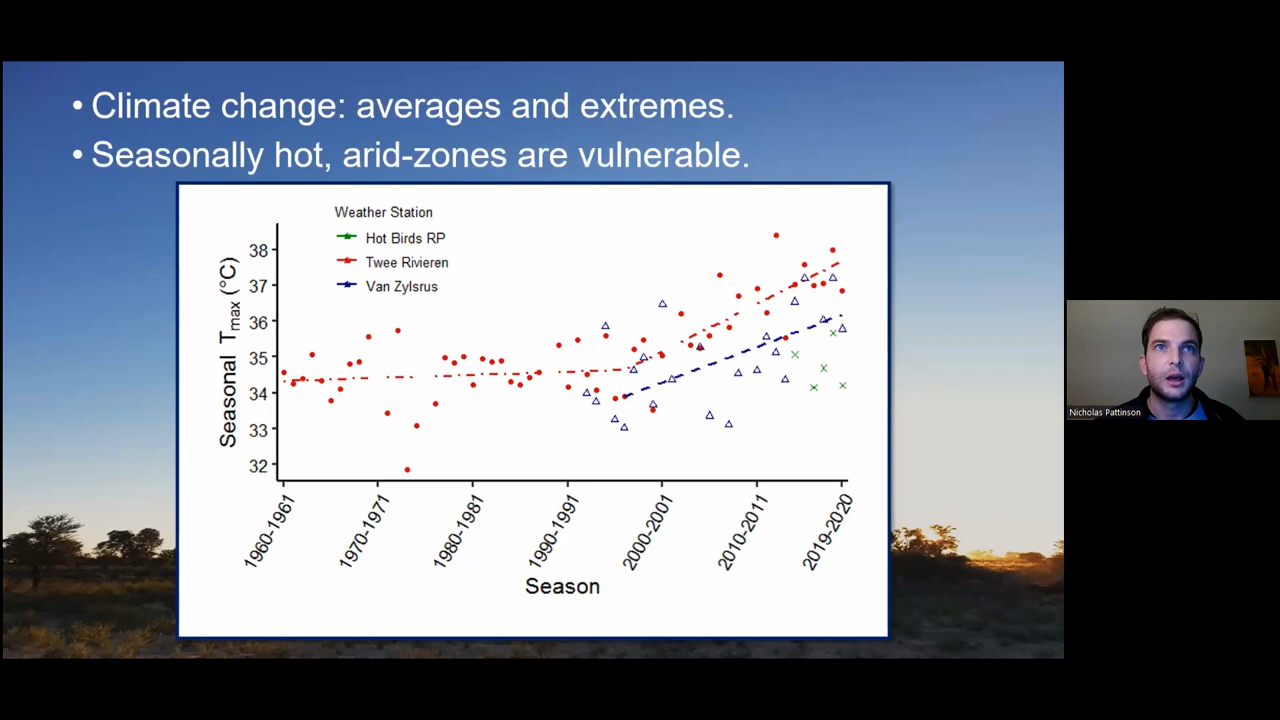 • Climate change: averages and extremes.
• Seasonally hot, arid-zones are vulnerable.
Weather Station
Hot Birds RP
Twee Rivieren
Van Zylsrus
Seasonal Tmax (°C)
38
37
36
35
34
33
32
1960-1961
1970-1971
1980-1981
1990-1991
2000-2001
2010-2011
2019-2020
Season
Nicholas Pattinson